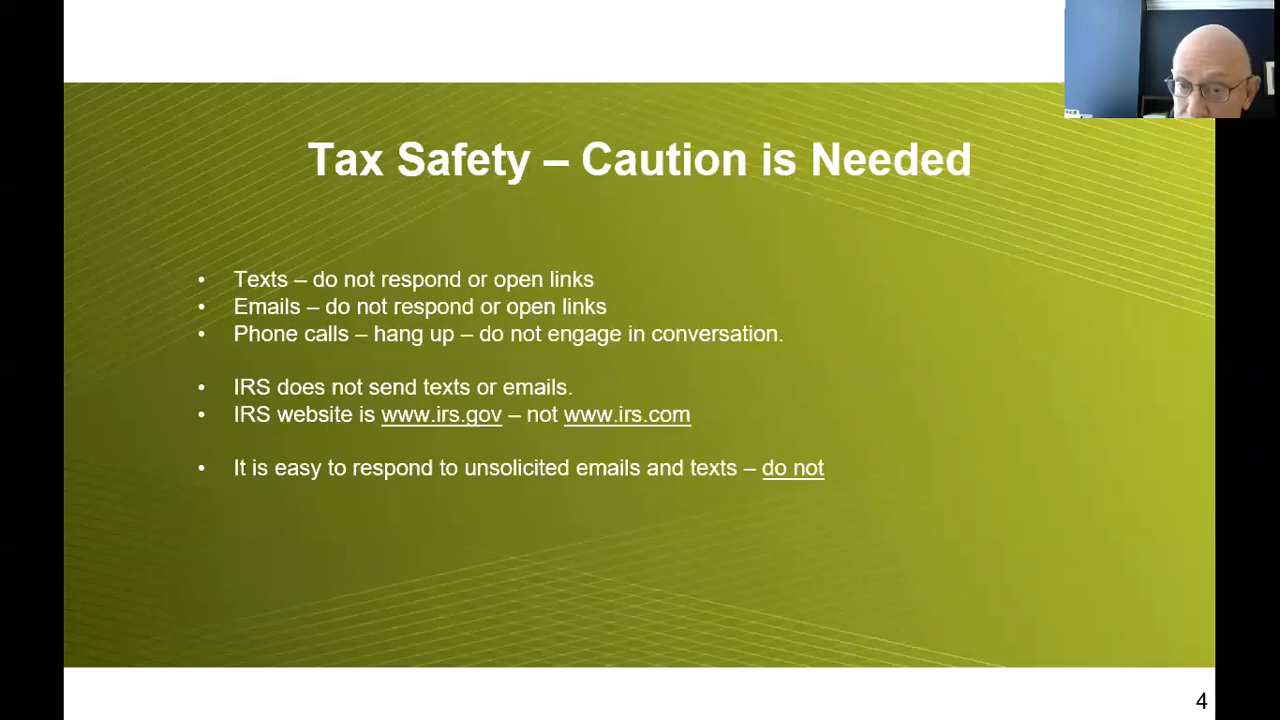 Tax Safety – Caution is Needed
• Texts – do not respond or open links
• Emails – do not respond or open links
• Phone calls – hang up – do not engage in conversation.
• IRS does not send texts or emails.
• IRS website is www.irs.gov – not www.irs.com
• It is easy to respond to unsolicited emails and texts – do not
4